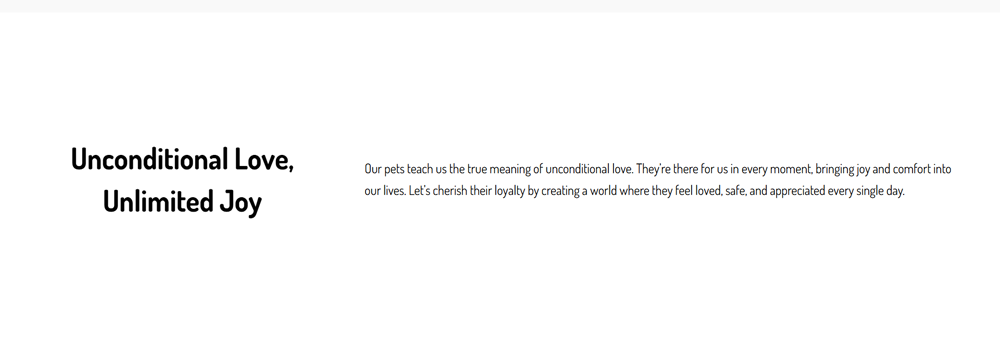 Unconditional Love,
Unlimited Joy
Our pets teach us the true meaning of unconditional love. They're there for us in every moment, bringing joy and comfort into
our lives. Let's cherish their loyalty by creating a world where they feel loved, safe, and appreciated every single day.